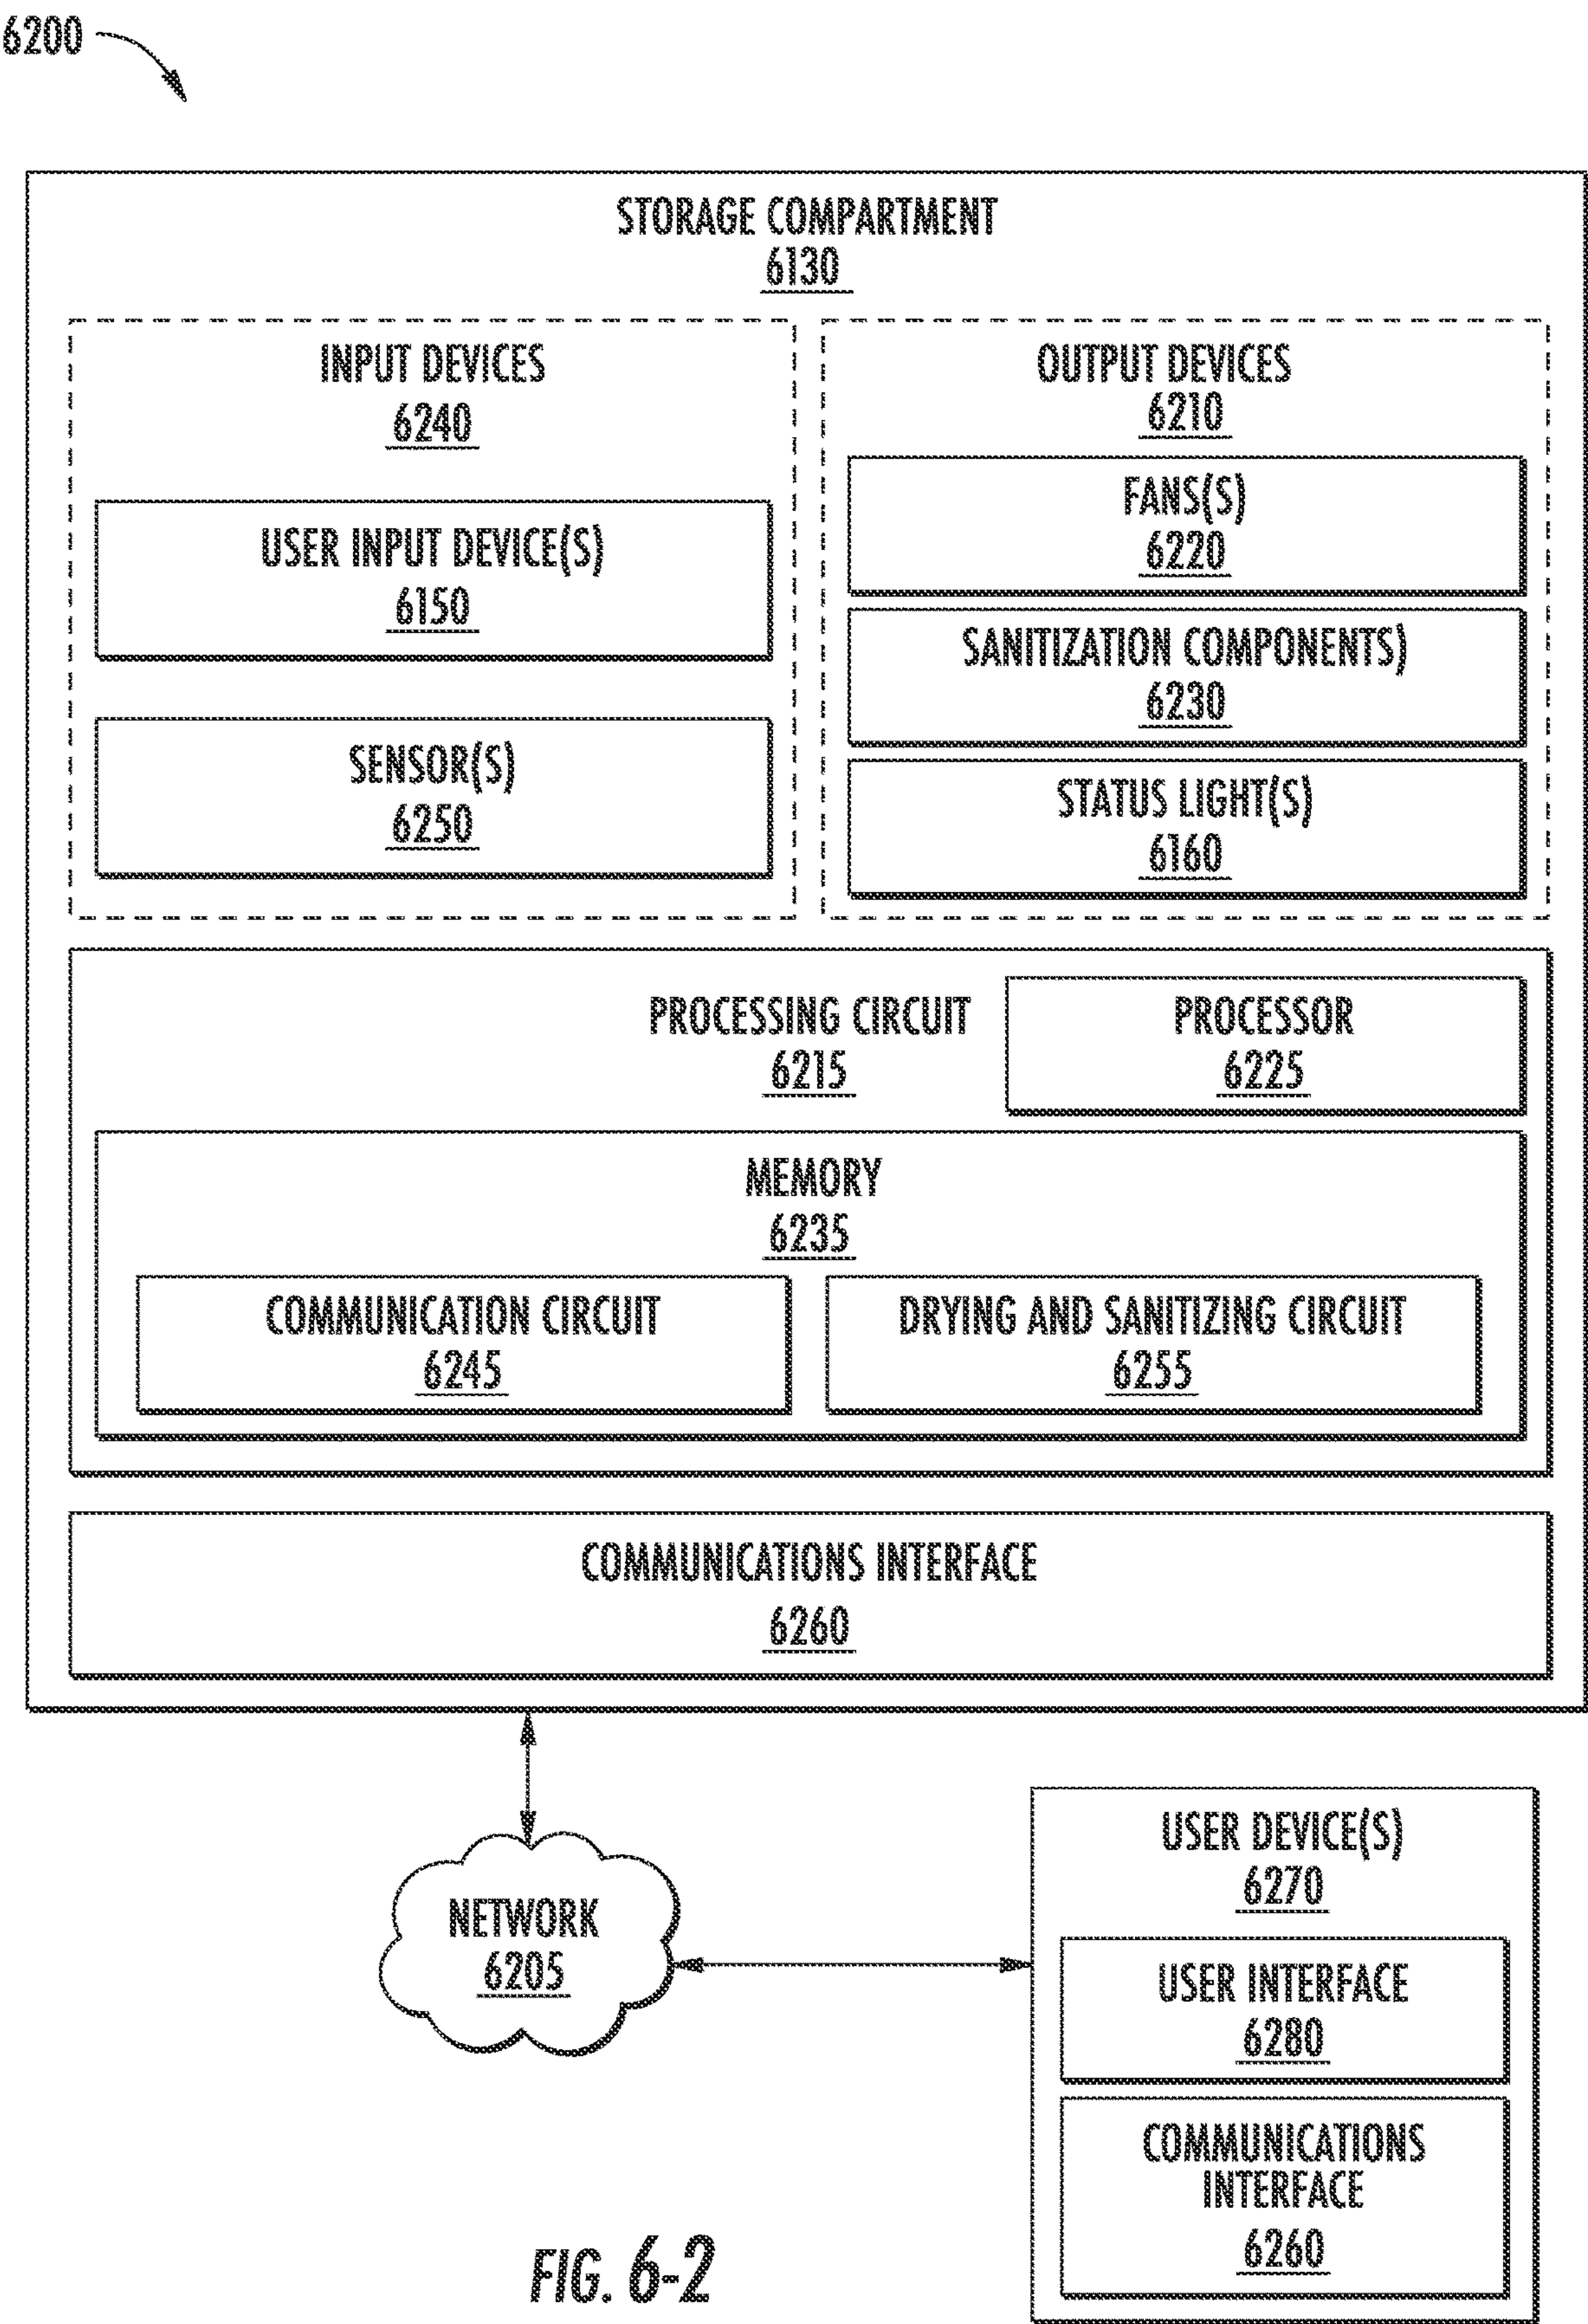 6200
STORAGE COMPARTMENT
6130
INPUT DEVICES
6240
USER INPUT DEVICE(S)
6150
SENSOR(S)
6250
OUTPUT DEVICES
6210
FANS(S)
6220
SANITIZATION COMPONENTS)
6230
STATUS LIGHT(S)
6160
PROCESSING CIRCUIT
6215
PROCESSOR
6225
MEMORY
6235
COMMUNICATION CIRCUIT
6245
DRYING AND SANITIZING CIRCUIT
6255
COMMUNICATIONS INTERFACE
6260
NETWORK
6205
USER DEVICE(S)
6270
USER INTERFACE
6280
COMMUNICATIONS
INTERFACE
6260
FIG. 6-2